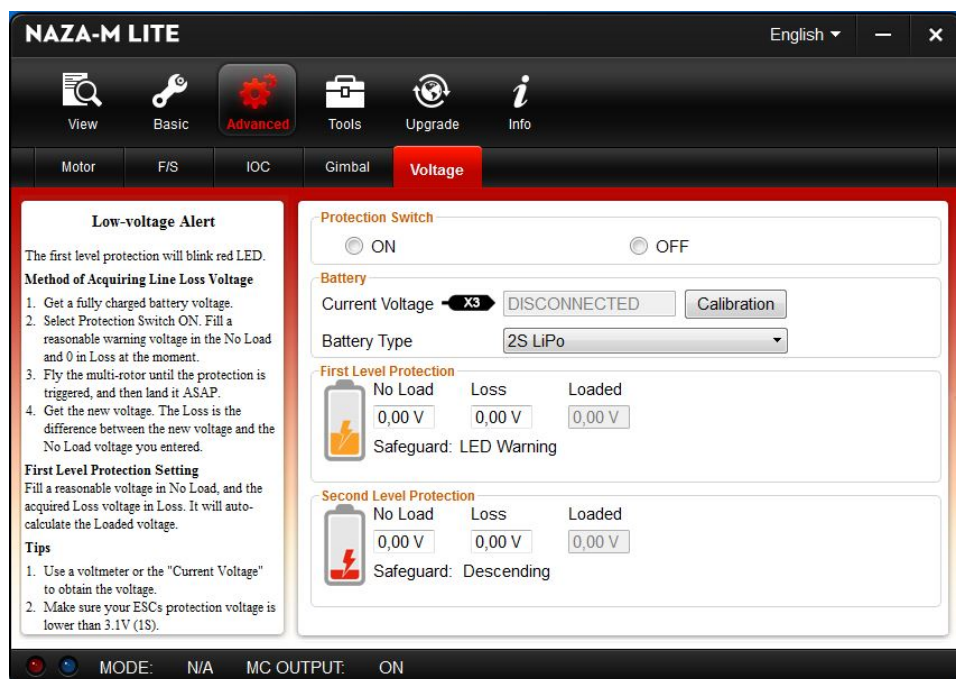 NAZA-M LITE
English
View Basic Advanced Tools Upgrade Info
Motor F/S IOC Gimbal Voltage
Low-voltage Alert
The first level protection will blink red LED.
Method of Acquiring Line Loss Voltage
1. Get a fully charged battery voltage.
2. Select Protection Switch ON. Fill a
reasonable warning voltage in the No Load
and 0 in Loss at the moment.
3. Fly the multi-rotor until the protection is
triggered, and then land it ASAP.
4. Get the new voltage. The Loss is the
difference between the new voltage and the
No Load voltage you entered.
First Level Protection Setting
Fill a reasonable voltage in No Load, and the
acquired Loss voltage in Loss. It will auto-
calculate the Loaded voltage.
Tips
1. Use a voltmeter or the "Current Voltage"
to obtain the voltage.
2. Make sure your ESCs protection voltage is
lower than 3.1V (1S).
Protection Switch
ON OFF
Battery
Current Voltage X3 DISCONNECTED Calibration
Battery Type 2S LiPo
First Level Protection
No Load Loss Loaded
0,00 V 0,00 V 0,00 V
Safeguard: LED Warning
Second Level Protection
No Load Loss Loaded
0,00 V 0,00 V 0,00 V
Safeguard: Descending
MODE: N/A MC OUTPUT: ON